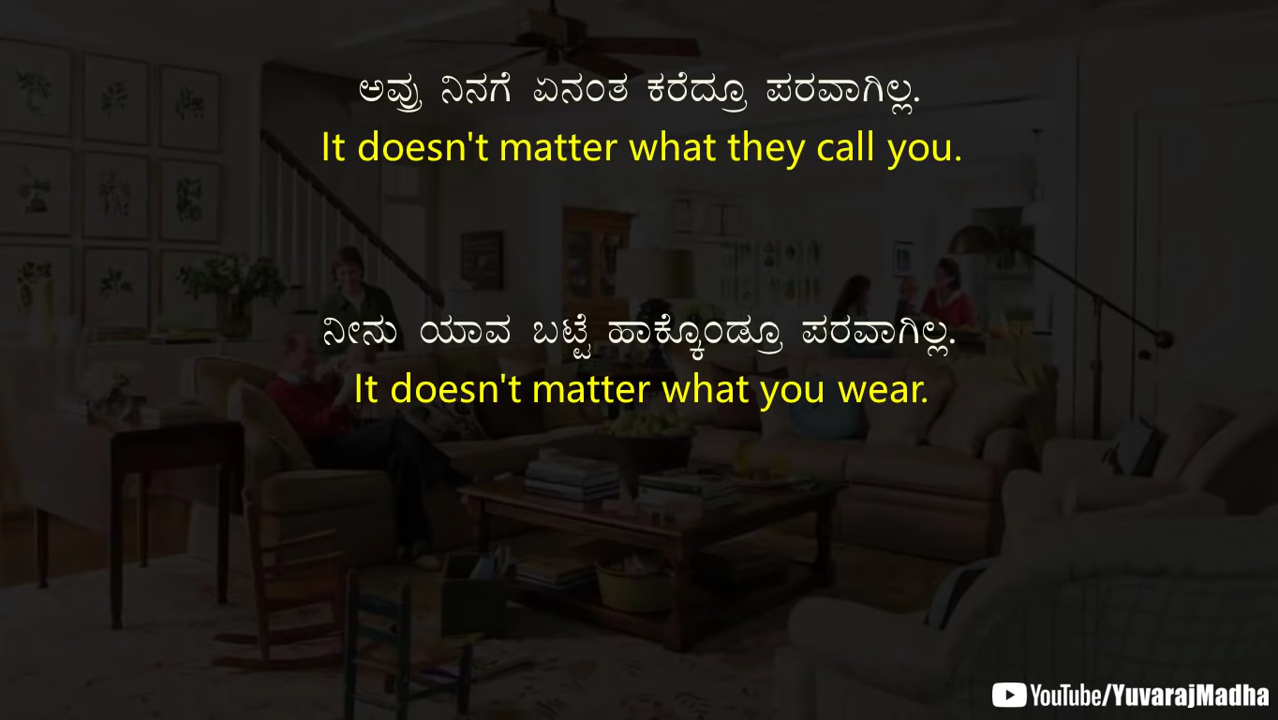 ಅವ್ರು ನಿನಗೆ ಏನಂತ ಕರೆದ್ರೂ ಪರವಾಗಿಲ್ಲ.
It doesn't matter what they call you.
ನೀನು ಯಾವ ಬಟ್ಟೆ ಹಾಕ್ಕೊಂಡ್ರೂ ಪರವಾಗಿಲ್ಲ.
It doesn't matter what you wear.
YouTube/YuvarajMadha